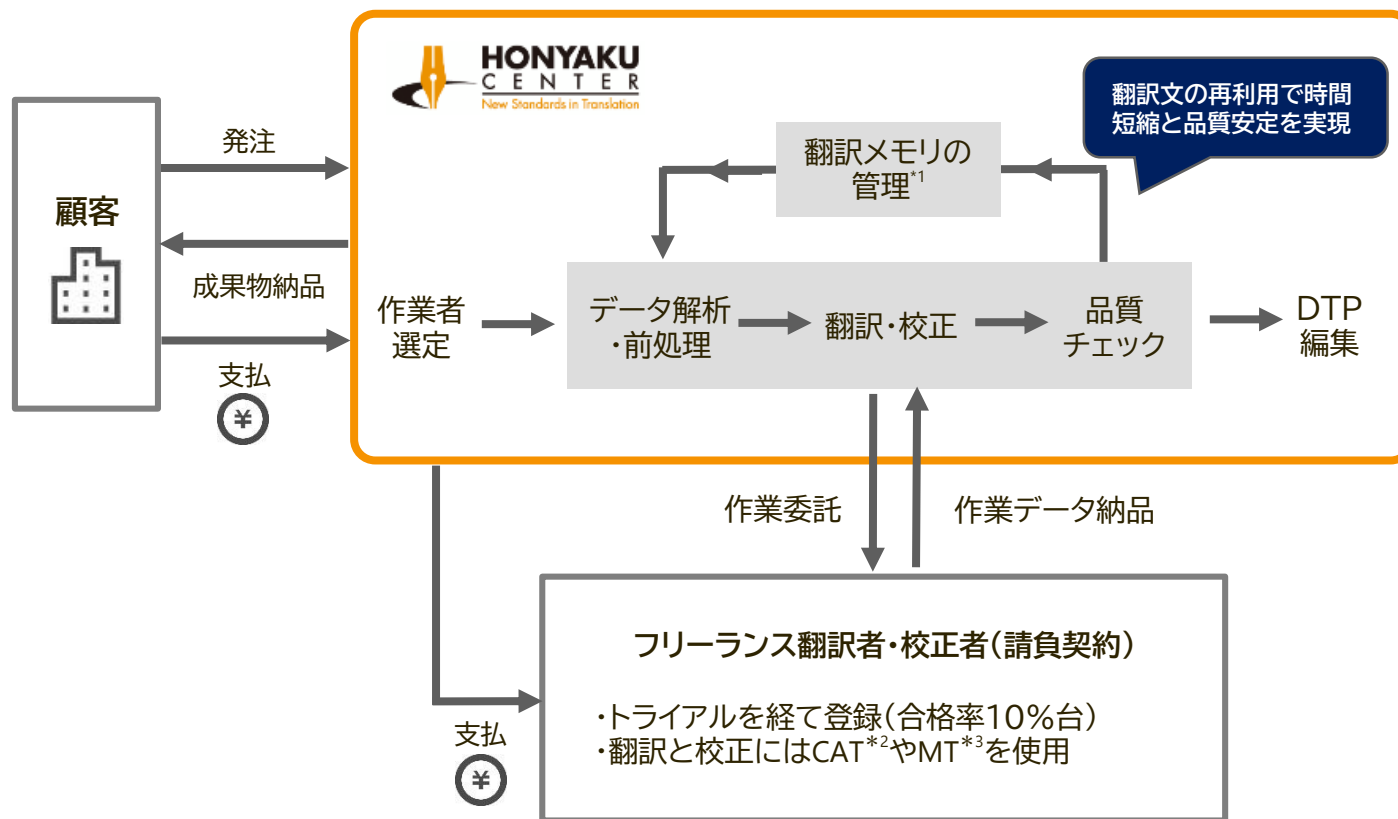 HONYAKU
CENTER
New Standards in Translation
翻訳文の再利用で時間
短縮と品質安定を実現
発注
顧客
成果物納品
支払
¥
翻訳メモリの
管理*1
作業者
選定
データ解析
・前処理
翻訳・校正
品質
チェック
DTP
編集
作業委託
作業データ納品
支払
¥
フリーランス翻訳者・校正者(請負契約)
・トライアルを経て登録(合格率10%台)
・翻訳と校正にはCAT*2やMT*3を使用